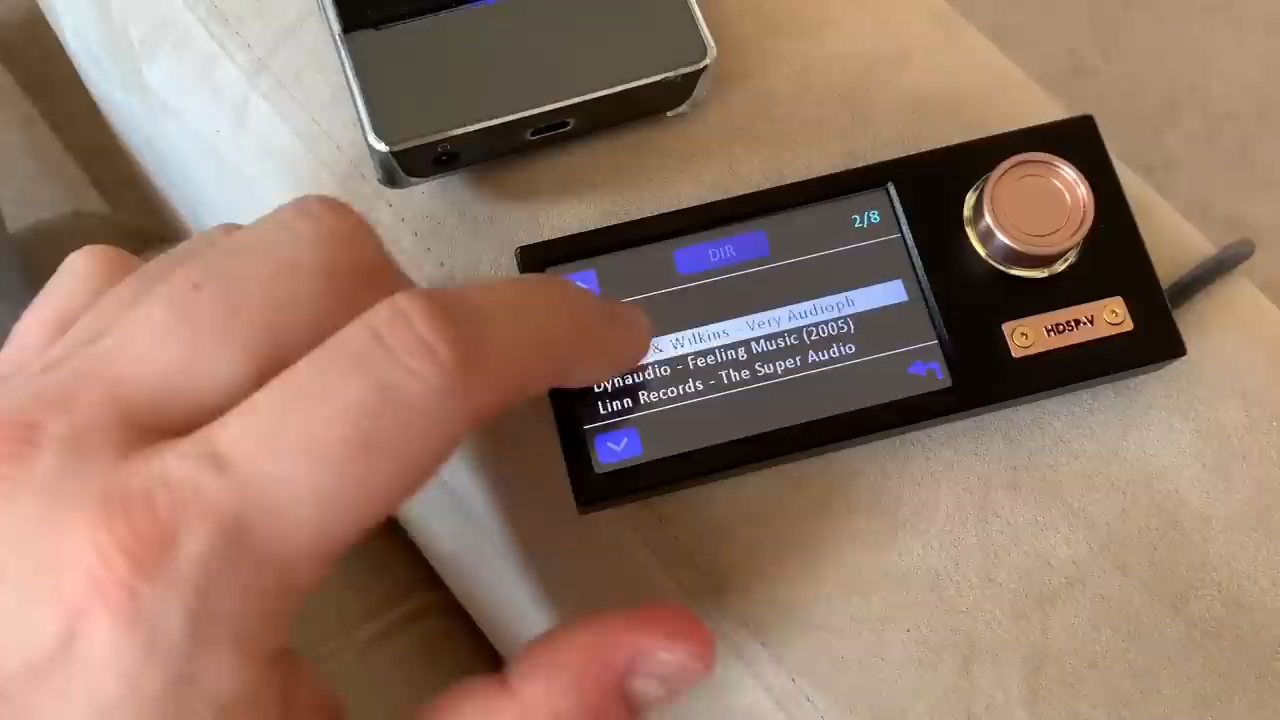 2/8
DIR
& Wilkins - Very Audioph
Dynaudio - Feeling Music (2005)
Linn Records - The Super Audio
HDSP-V